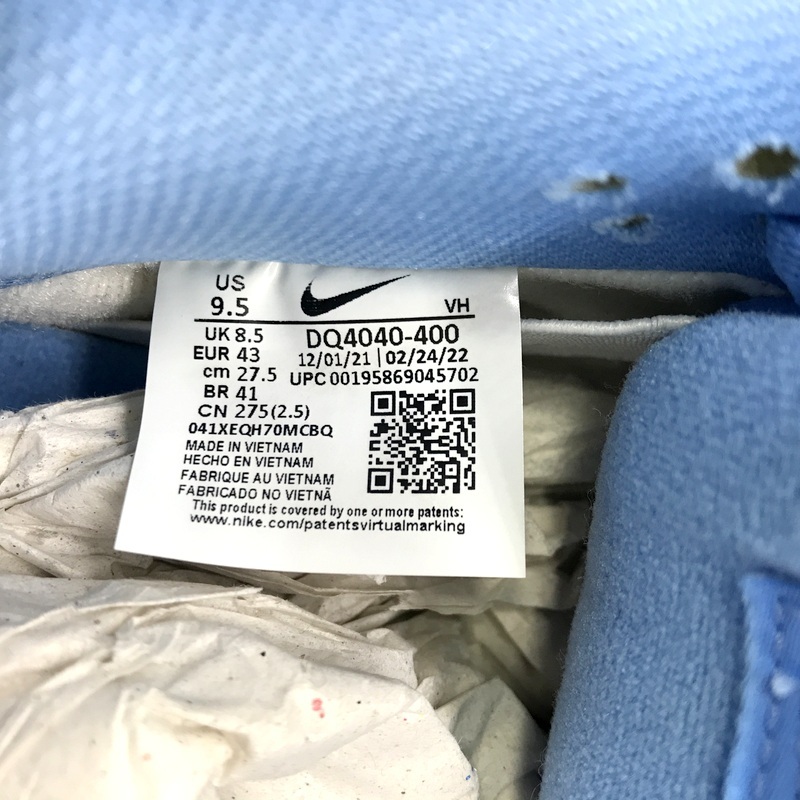 US
9.5 VH
UK 8.5 DQ4040-400
EUR 43 12/01/21 | 02/24/22
cm 27.5 UPC 00195869045702
BR 41
CN 275(2.5)
041XEQH70MCBQ
MADE IN VIETNAM
HECHO EN VIETNAM
FABRIQUE AU VIETNAM
FABRICADO NO VIETNÃ
This product is covered by one or more patents:
www.nike.com/patentsvirtualmarking